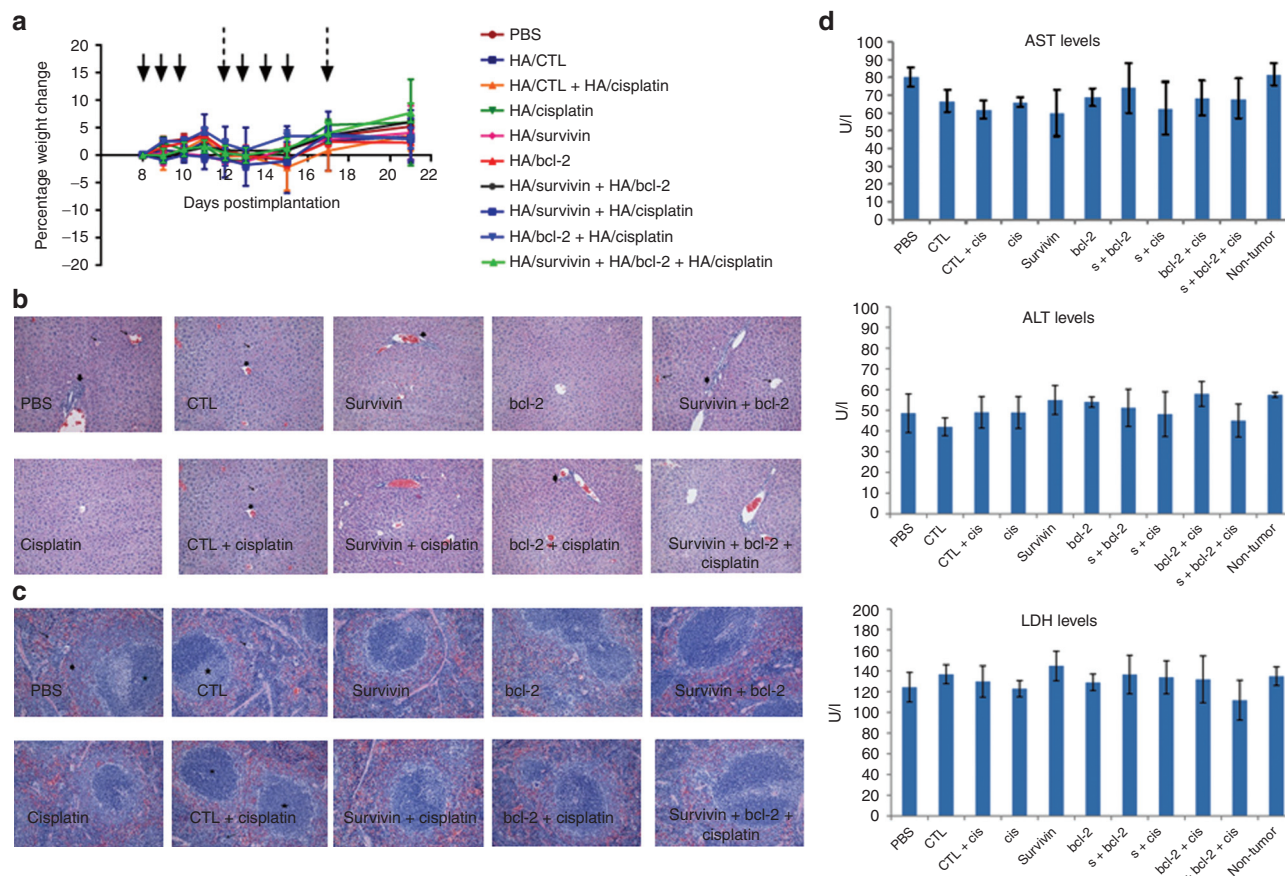 a
20
15
10
5
0
−5
−10
−15
−20
Percentage weight change
8 10 12 14 16 18 20 22
Days postimplantation
PBS
HA/CTL
HA/CTL + HA/cisplatin
HA/cisplatin
HA/survivin
HA/bcl-2
HA/survivin + HA/bcl-2
HA/survivin + HA/cisplatin
HA/bcl-2 + HA/cisplatin
HA/survivin + HA/bcl-2 + HA/cisplatin
b
PBS
CTL
Survivin
bcl-2
Survivin + bcl-2
Cisplatin
CTL + cisplatin
Survivin + cisplatin
bcl-2 + cisplatin
Survivin + bcl-2 +
cisplatin
c
PBS
CTL
Survivin
bcl-2
Survivin + bcl-2
Cisplatin
CTL + cisplatin
Survivin + cisplatin
bcl-2 + cisplatin
Survivin + bcl-2 +
cisplatin
d
AST levels
100
90
80
70
60
50
40
30
20
10
0
U/l
PBS
CTL
CTL + cis
cis
Survivin
bcl-2
s + bcl-2
s + cis
bcl-2 + cis
s + bcl-2 + cis
Non-tumor
ALT levels
100
90
80
70
60
50
40
30
20
10
0
U/l
PBS
CTL
CTL + cis
cis
Survivin
bcl-2
s + bcl-2
s + cis
bcl-2 + cis
s + bcl-2 + cis
Non-tumor
LDH levels
200
180
160
140
120
100
80
60
40
20
0
U/l
PBS
CTL
CTL + cis
cis
Survivin
bcl-2
s + bcl-2
s + cis
bcl-2 + cis
+ bcl-2 + cis
Non-tumor